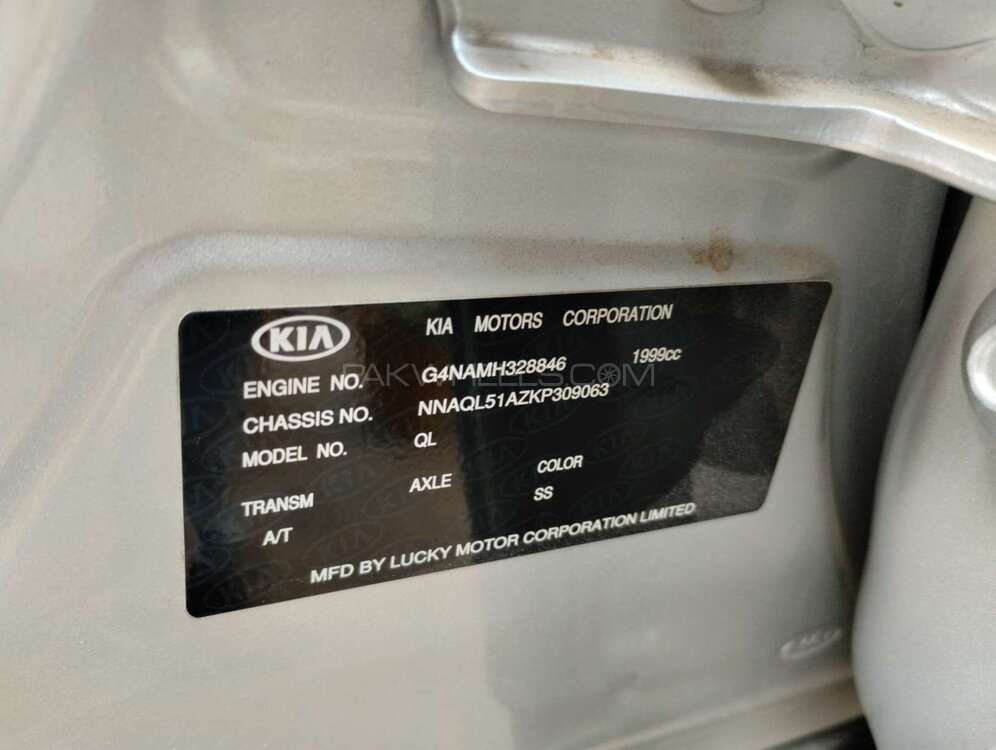 KIA
KIA MOTORS CORPORATION
ENGINE NO. G4NAMH328846 1999cc
CHASSIS NO. NNAQL51AZKP309063
MODEL NO. QL
TRANSM AXLE COLOR
A/T SS
MFD BY LUCKY MOTOR CORPORATION LIMITED
PAKWHEELS.COM